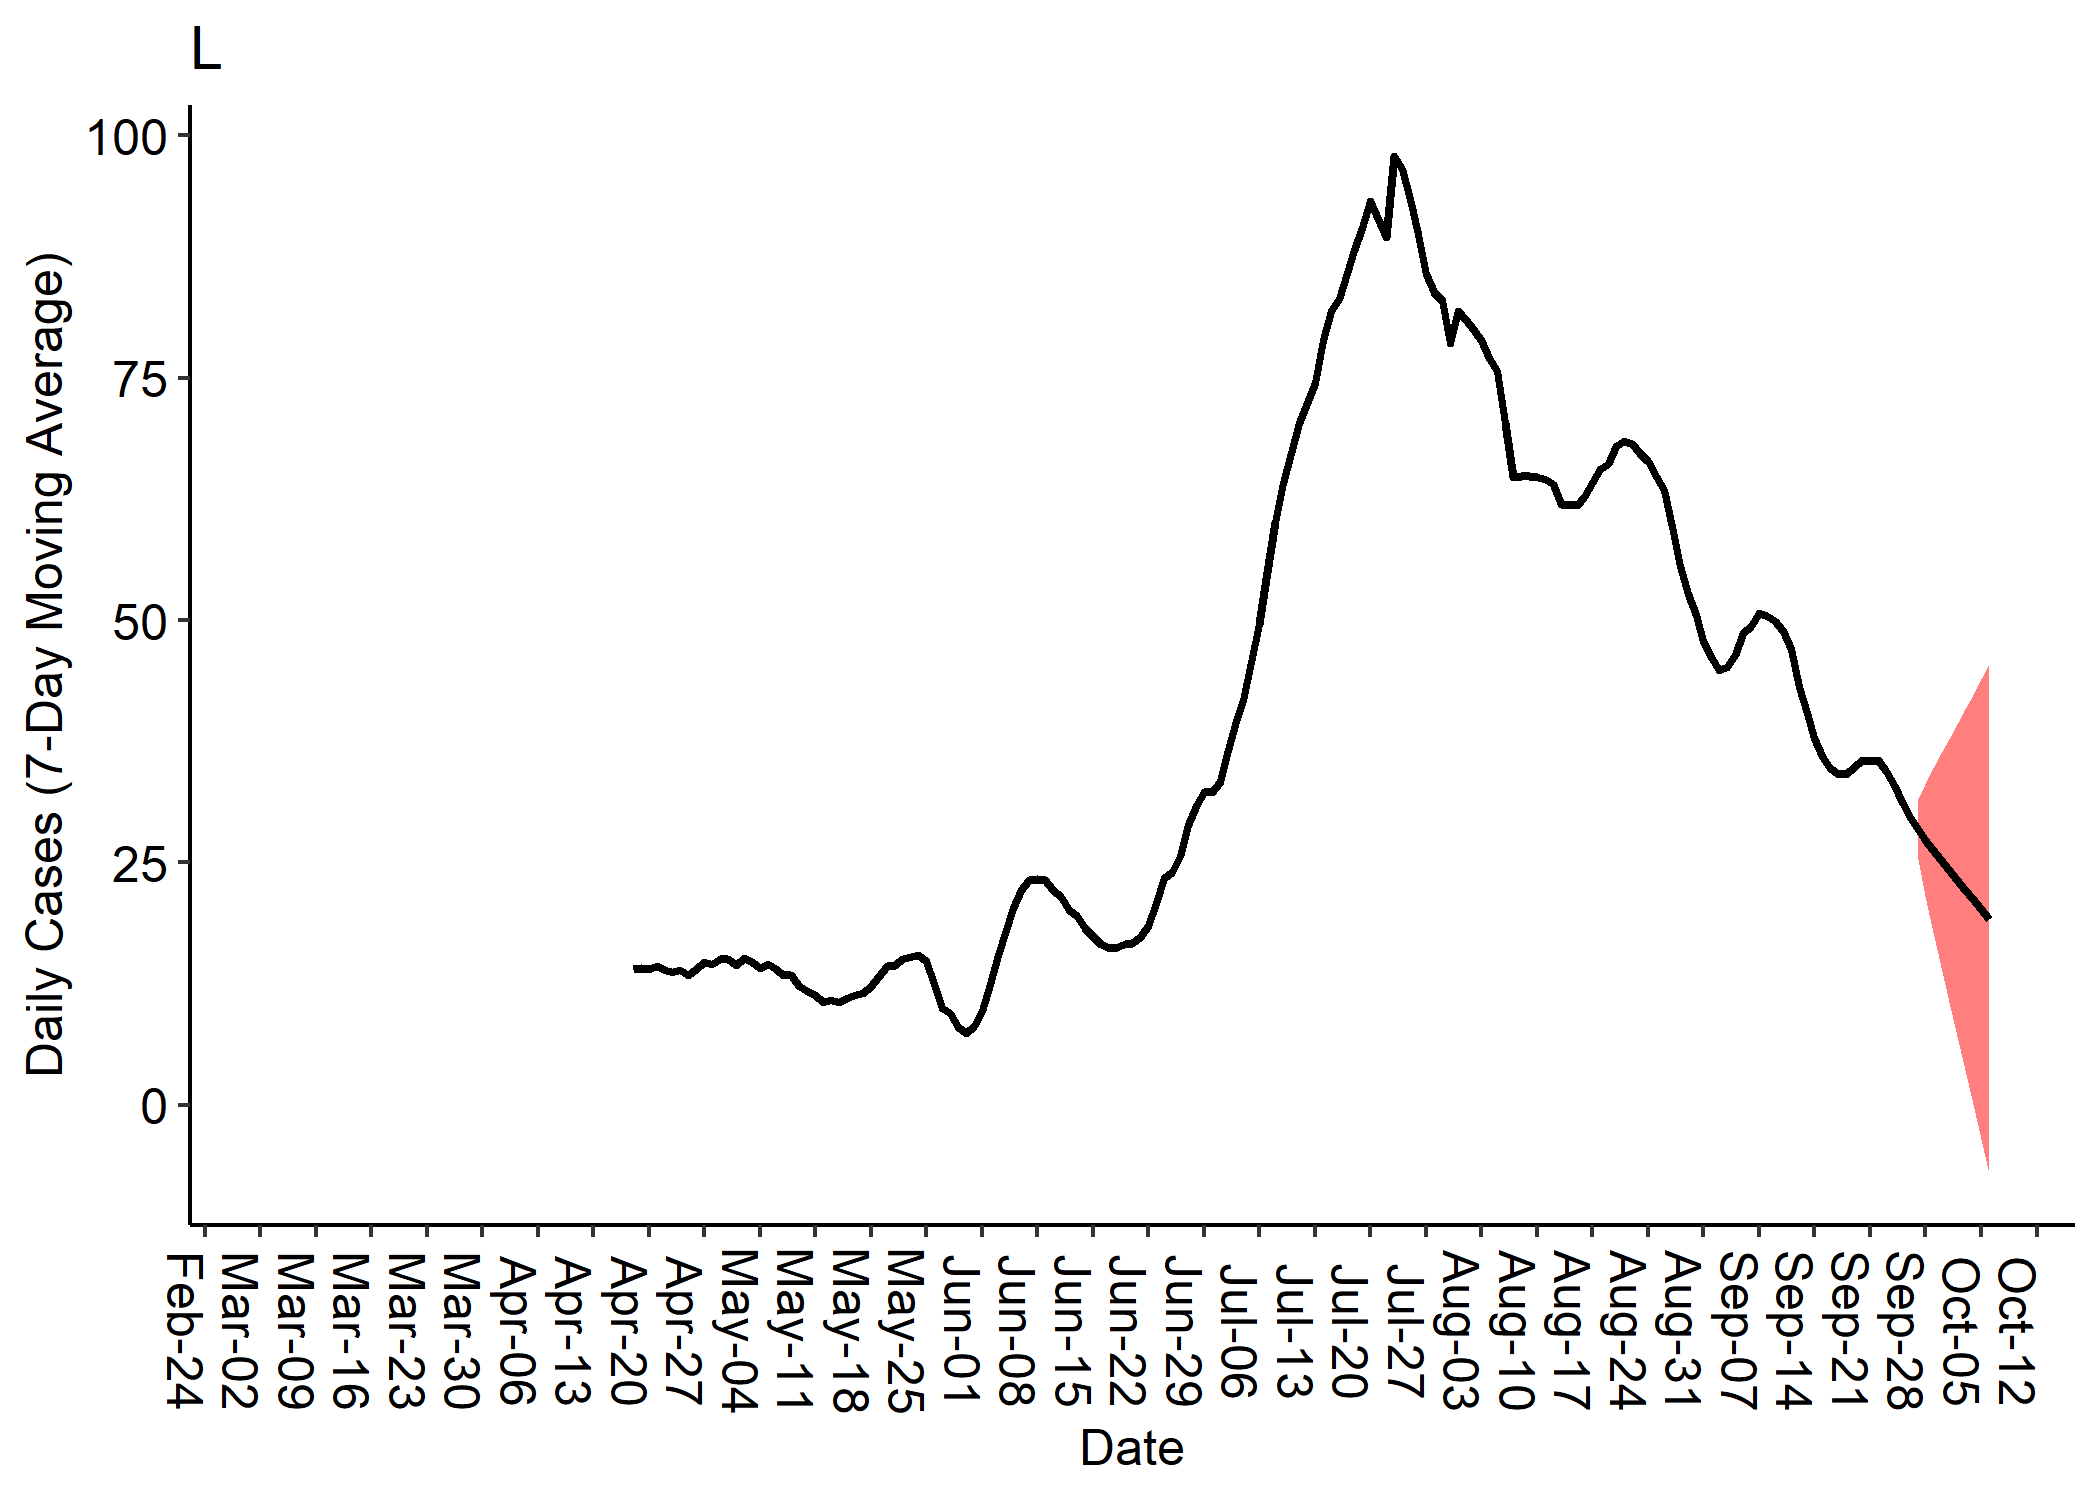 L
Daily Cases (7-Day Moving Average)
100
75
50
25
0
Feb-24
Mar-02
Mar-09
Mar-16
Mar-23
Mar-30
Apr-06
Apr-13
Apr-20
Apr-27
May-04
May-11
May-18
May-25
Jun-01
Jun-08
Jun-15
Jun-22
Jun-29
Jul-06
Jul-13
Jul-20
Jul-27
Aug-03
Aug-10
Aug-17
Aug-24
Aug-31
Sep-07
Sep-14
Sep-21
Sep-28
Oct-05
Oct-12
Date